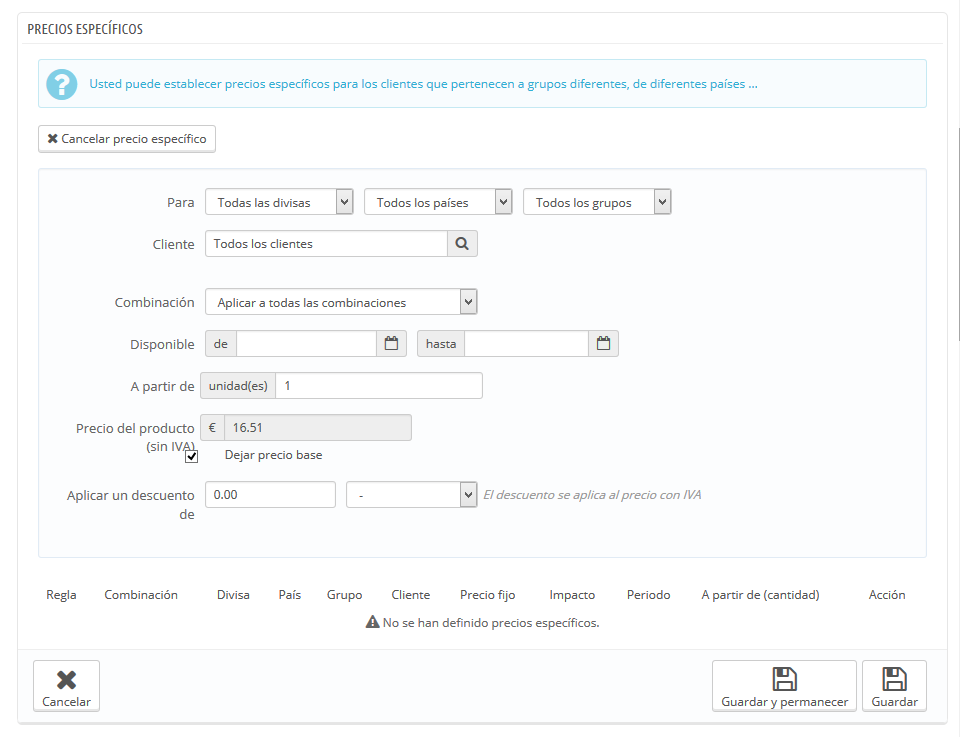 PRECIOS ESPECÍFICOS
Usted puede establecer precios específicos para los clientes que pertenecen a grupos diferentes, de diferentes países ...
Cancelar precio específico
Para Todas las divisas Todos los países Todos los grupos
Cliente Todos los clientes
Combinación Aplicar a todas las combinaciones
Disponible de hasta
A partir de unidad(es) 1
Precio del producto € 16.51
(sin IVA)
Dejar precio base
Aplicar un descuento 0.00 - El descuento se aplica al precio con IVA
de
Regla Combinación Divisa País Grupo Cliente Precio fijo Impacto Periodo A partir de (cantidad) Acción
No se han definido precios específicos.
Cancelar Guardar y permanecer Guardar